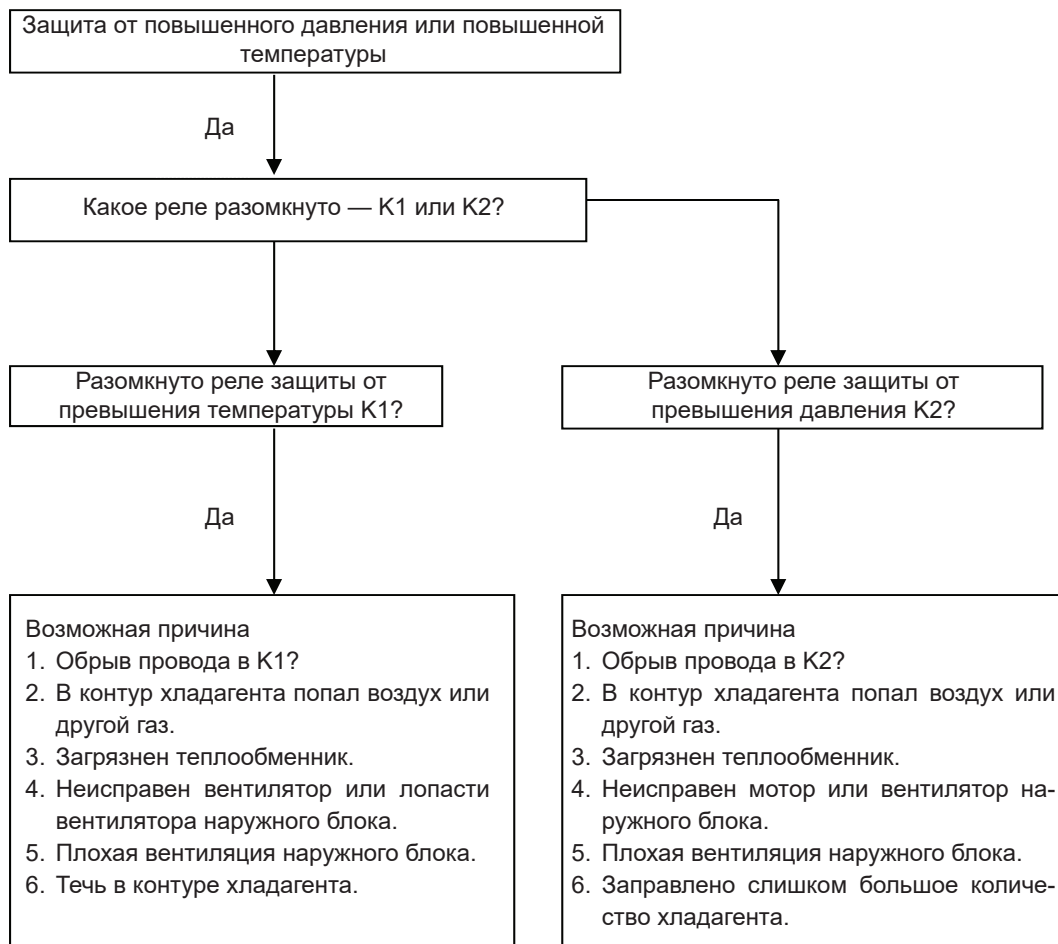 Защита от повышенного давления или повышенной
температуры
Да
Какое реле разомкнуто — K1 или K2?
Разомкнуто реле защиты от
превышения температуры K1?
Разомкнуто реле защиты от
превышения давления K2?
Да
Да
Возможная причина
1. Обрыв провода в K1?
2. В контур хладагента попал воздух или
другой газ.
3. Загрязнен теплообменник.
4. Неисправен вентилятор или лопасти
вентилятора наружного блока.
5. Плохая вентиляция наружного блока.
6. Течь в контуре хладагента.
Возможная причина
1. Обрыв провода в K2?
2. В контур хладагента попал воздух или
другой газ.
3. Загрязнен теплообменник.
4. Неисправен мотор или вентилятор на-
ружного блока.
5. Плохая вентиляция наружного блока.
6. Заправлено слишком большое количе-
ство хладагента.